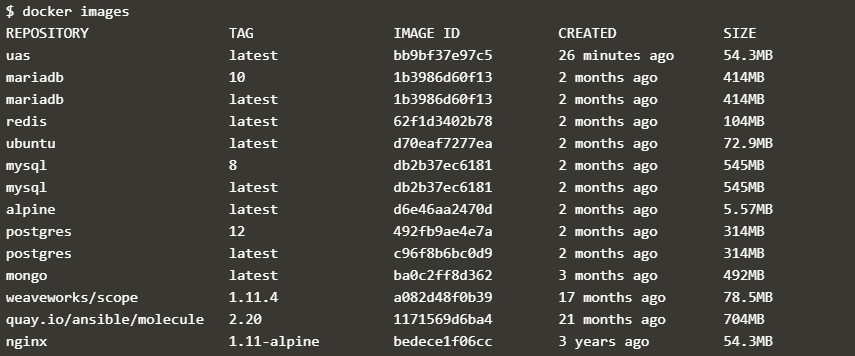 $ docker images
REPOSITORY TAG IMAGE ID CREATED SIZE
uas latest bb9bf37e97c5 26 minutes ago 54.3MB
mariadb 10 1b3986d60f13 2 months ago 414MB
mariadb latest 1b3986d60f13 2 months ago 414MB
redis latest 62f1d3402b78 2 months ago 104MB
ubuntu latest d70eaf7277ea 2 months ago 72.9MB
mysql 8 db2b37ec6181 2 months ago 545MB
mysql latest db2b37ec6181 2 months ago 545MB
alpine latest d6e46aa2470d 2 months ago 5.57MB
postgres 12 492fb9ae4e7a 2 months ago 314MB
postgres latest c96f8b6bc0d9 2 months ago 314MB
mongo latest ba0c2ff8d362 3 months ago 492MB
weaveworks/scope 1.11.4 a082d48f0b39 17 months ago 78.5MB
quay.io/ansible/molecule 2.20 1171569d6ba4 21 months ago 704MB
nginx 1.11-alpine bedece1f06cc 3 years ago 54.3MB